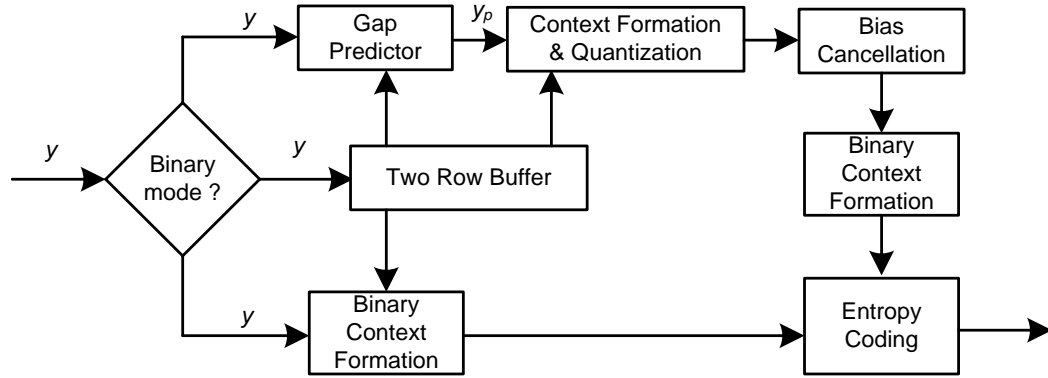 y
Gap
Predictor
y_p
Context Formation
& Quantization
Bias
Cancellation
y
Binary
mode ?
y
Two Row Buffer
Binary
Context
Formation
y
Binary
Context
Formation
Entropy
Coding